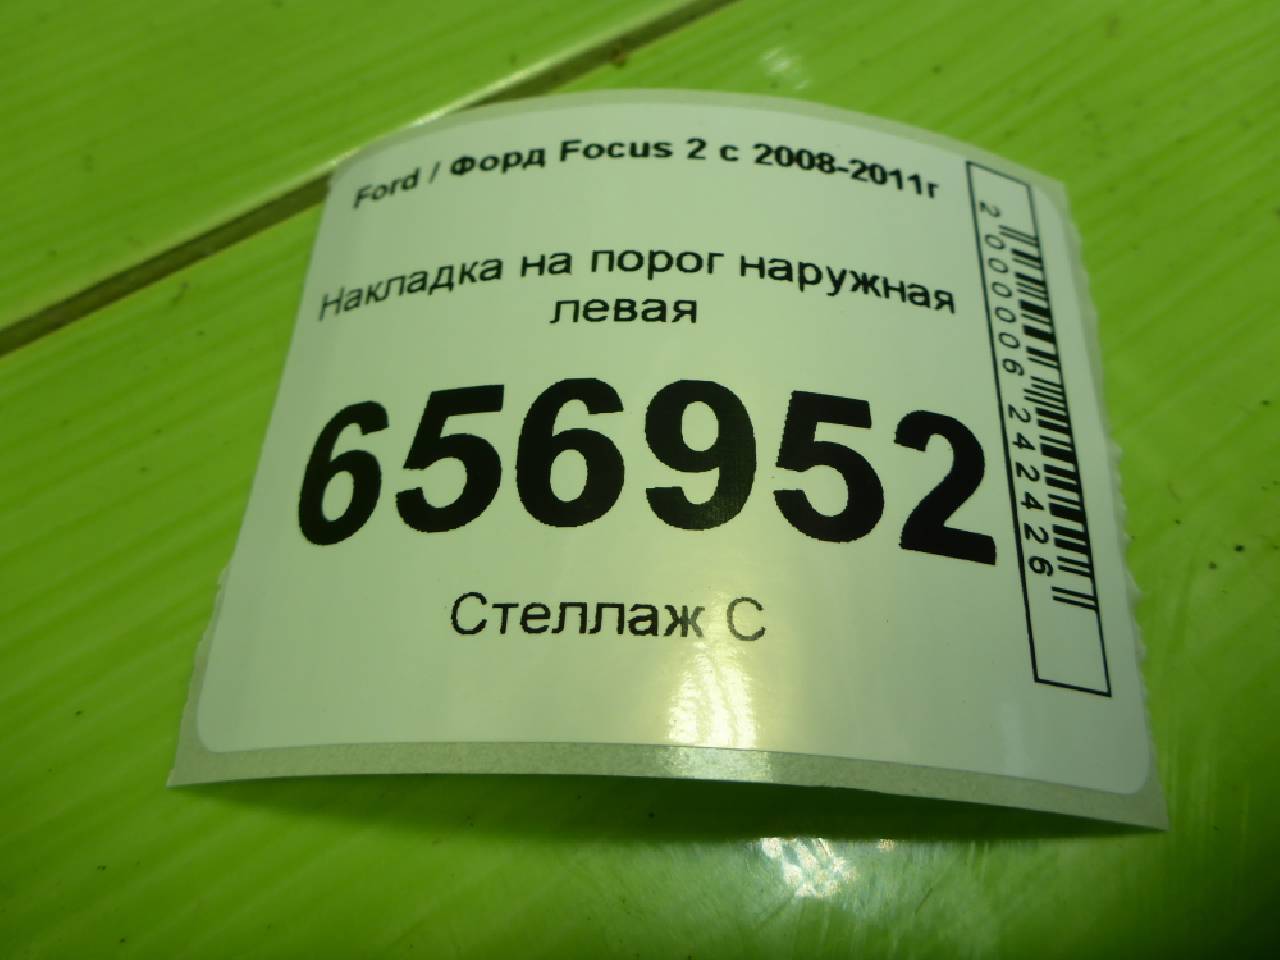 Ford / Форд Focus 2 с 2008-2011г
Накладка на порог наружная
левая
656952
Стеллаж С
2000006242426